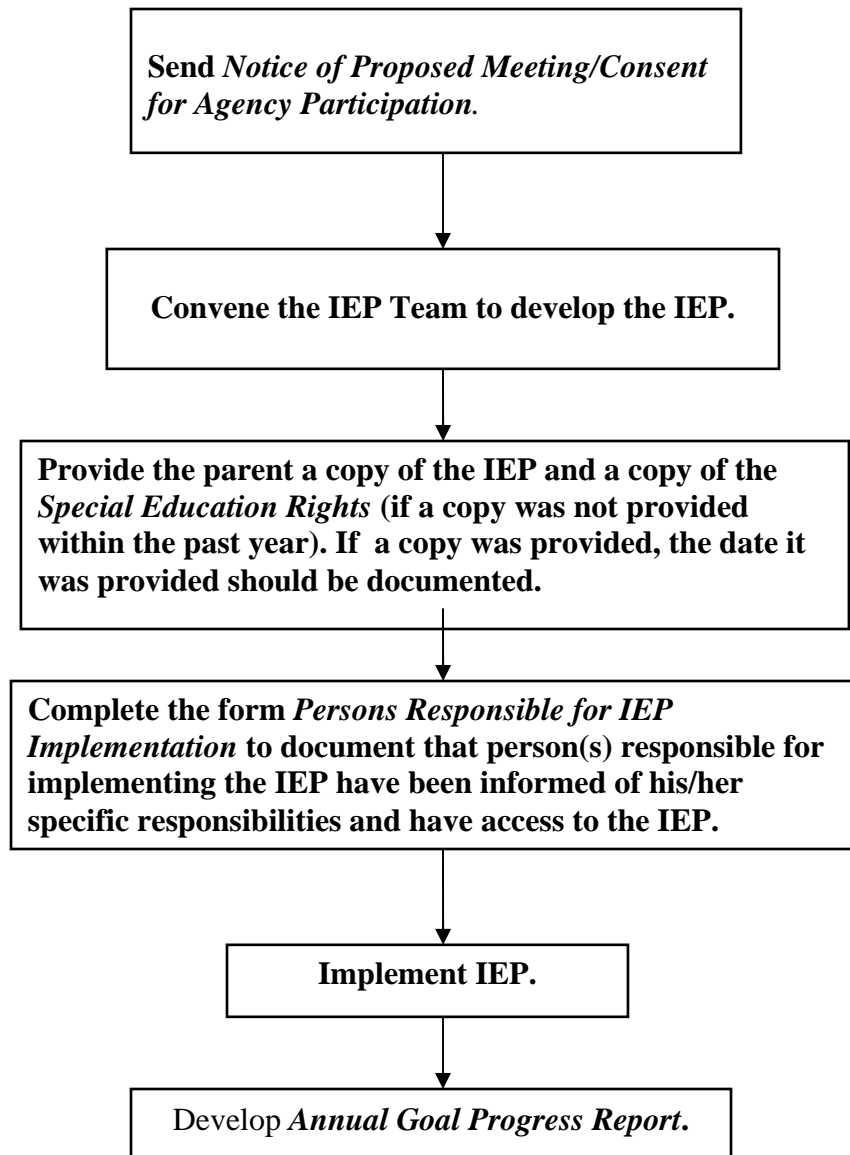 Send Notice of Proposed Meeting/Consent
for Agency Participation.
Convene the IEP Team to develop the IEP.
Provide the parent a copy of the IEP and a copy of the
Special Education Rights (if a copy was not provided
within the past year). If  a copy was provided, the date it
was provided should be documented.
Complete the form Persons Responsible for IEP
Implementation to document that person(s) responsible for
implementing the IEP have been informed of his/her
specific responsibilities and have access to the IEP.
Implement IEP.
Develop Annual Goal Progress Report.